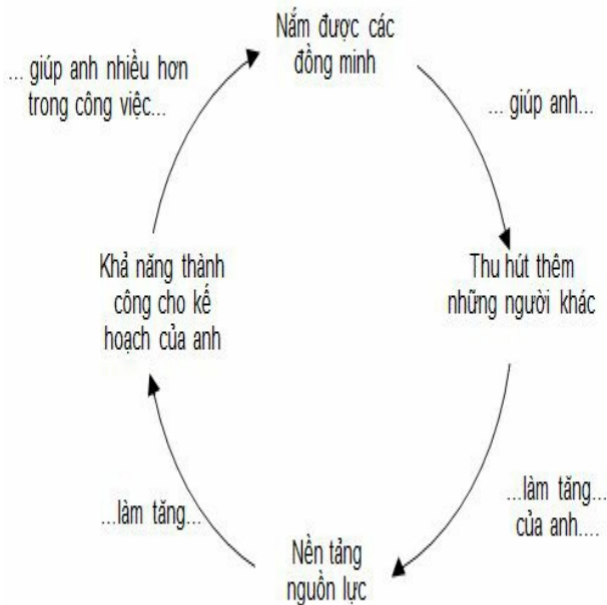 Nắm được các
đồng minh
... giúp anh nhiều hơn
trong công việc...
... giúp anh...
Khả năng thành
công cho kế
hoạch của anh
Thu hút thêm
những người khác
...làm tăng...
...làm tăng...
của anh....
Nền tảng
nguồn lực